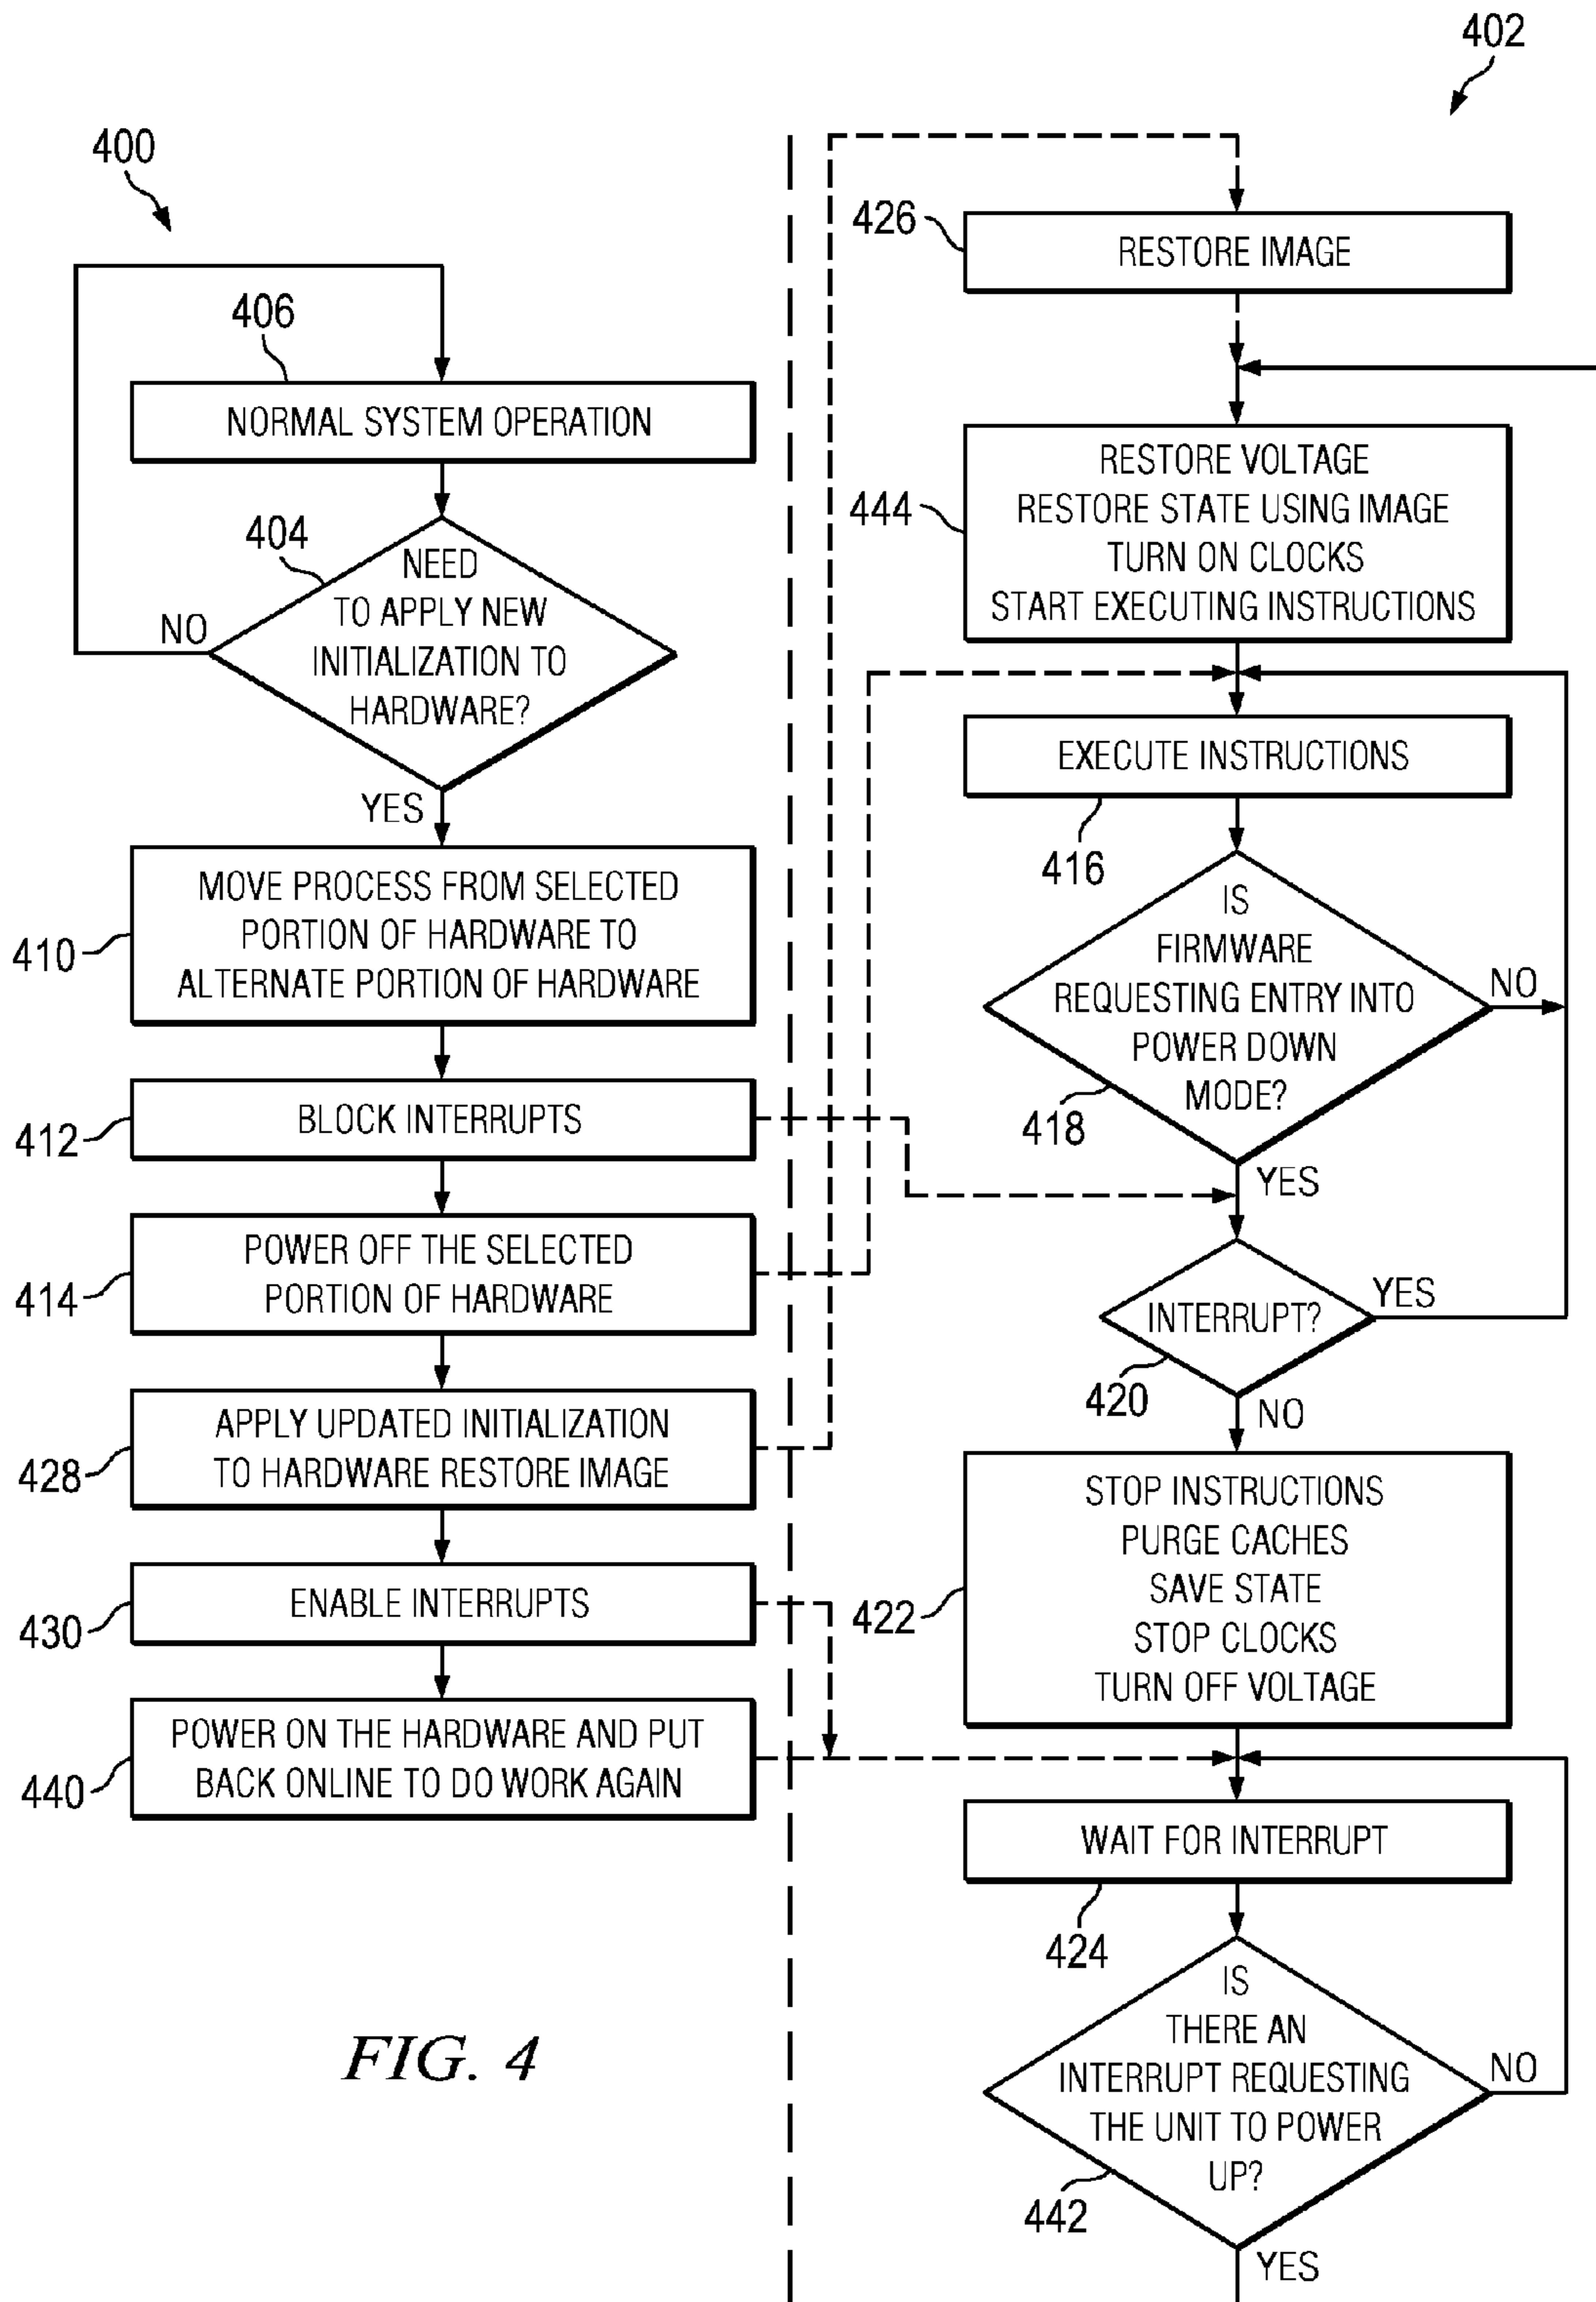 400
406
NORMAL SYSTEM OPERATION
404
NEED
TO APPLY NEW
INITIALIZATION TO
HARDWARE?
NO
YES
410
MOVE PROCESS FROM SELECTED
PORTION OF HARDWARE TO
ALTERNATE PORTION OF HARDWARE
412
BLOCK INTERRUPTS
414
POWER OFF THE SELECTED
PORTION OF HARDWARE
428
APPLY UPDATED INITIALIZATION
TO HARDWARE RESTORE IMAGE
430
ENABLE INTERRUPTS
440
POWER ON THE HARDWARE AND PUT
BACK ONLINE TO DO WORK AGAIN
FIG. 4
402
426
RESTORE IMAGE
444
RESTORE VOLTAGE
RESTORE STATE USING IMAGE
TURN ON CLOCKS
START EXECUTING INSTRUCTIONS
EXECUTE INSTRUCTIONS
416
IS
FIRMWARE
REQUESTING ENTRY INTO
POWER DOWN
MODE?
NO
418
YES
INTERRUPT?
YES
420
NO
422
STOP INSTRUCTIONS
PURGE CACHES
SAVE STATE
STOP CLOCKS
TURN OFF VOLTAGE
WAIT FOR INTERRUPT
424
IS
THERE AN
INTERRUPT REQUESTING
THE UNIT TO POWER
UP?
NO
442
YES